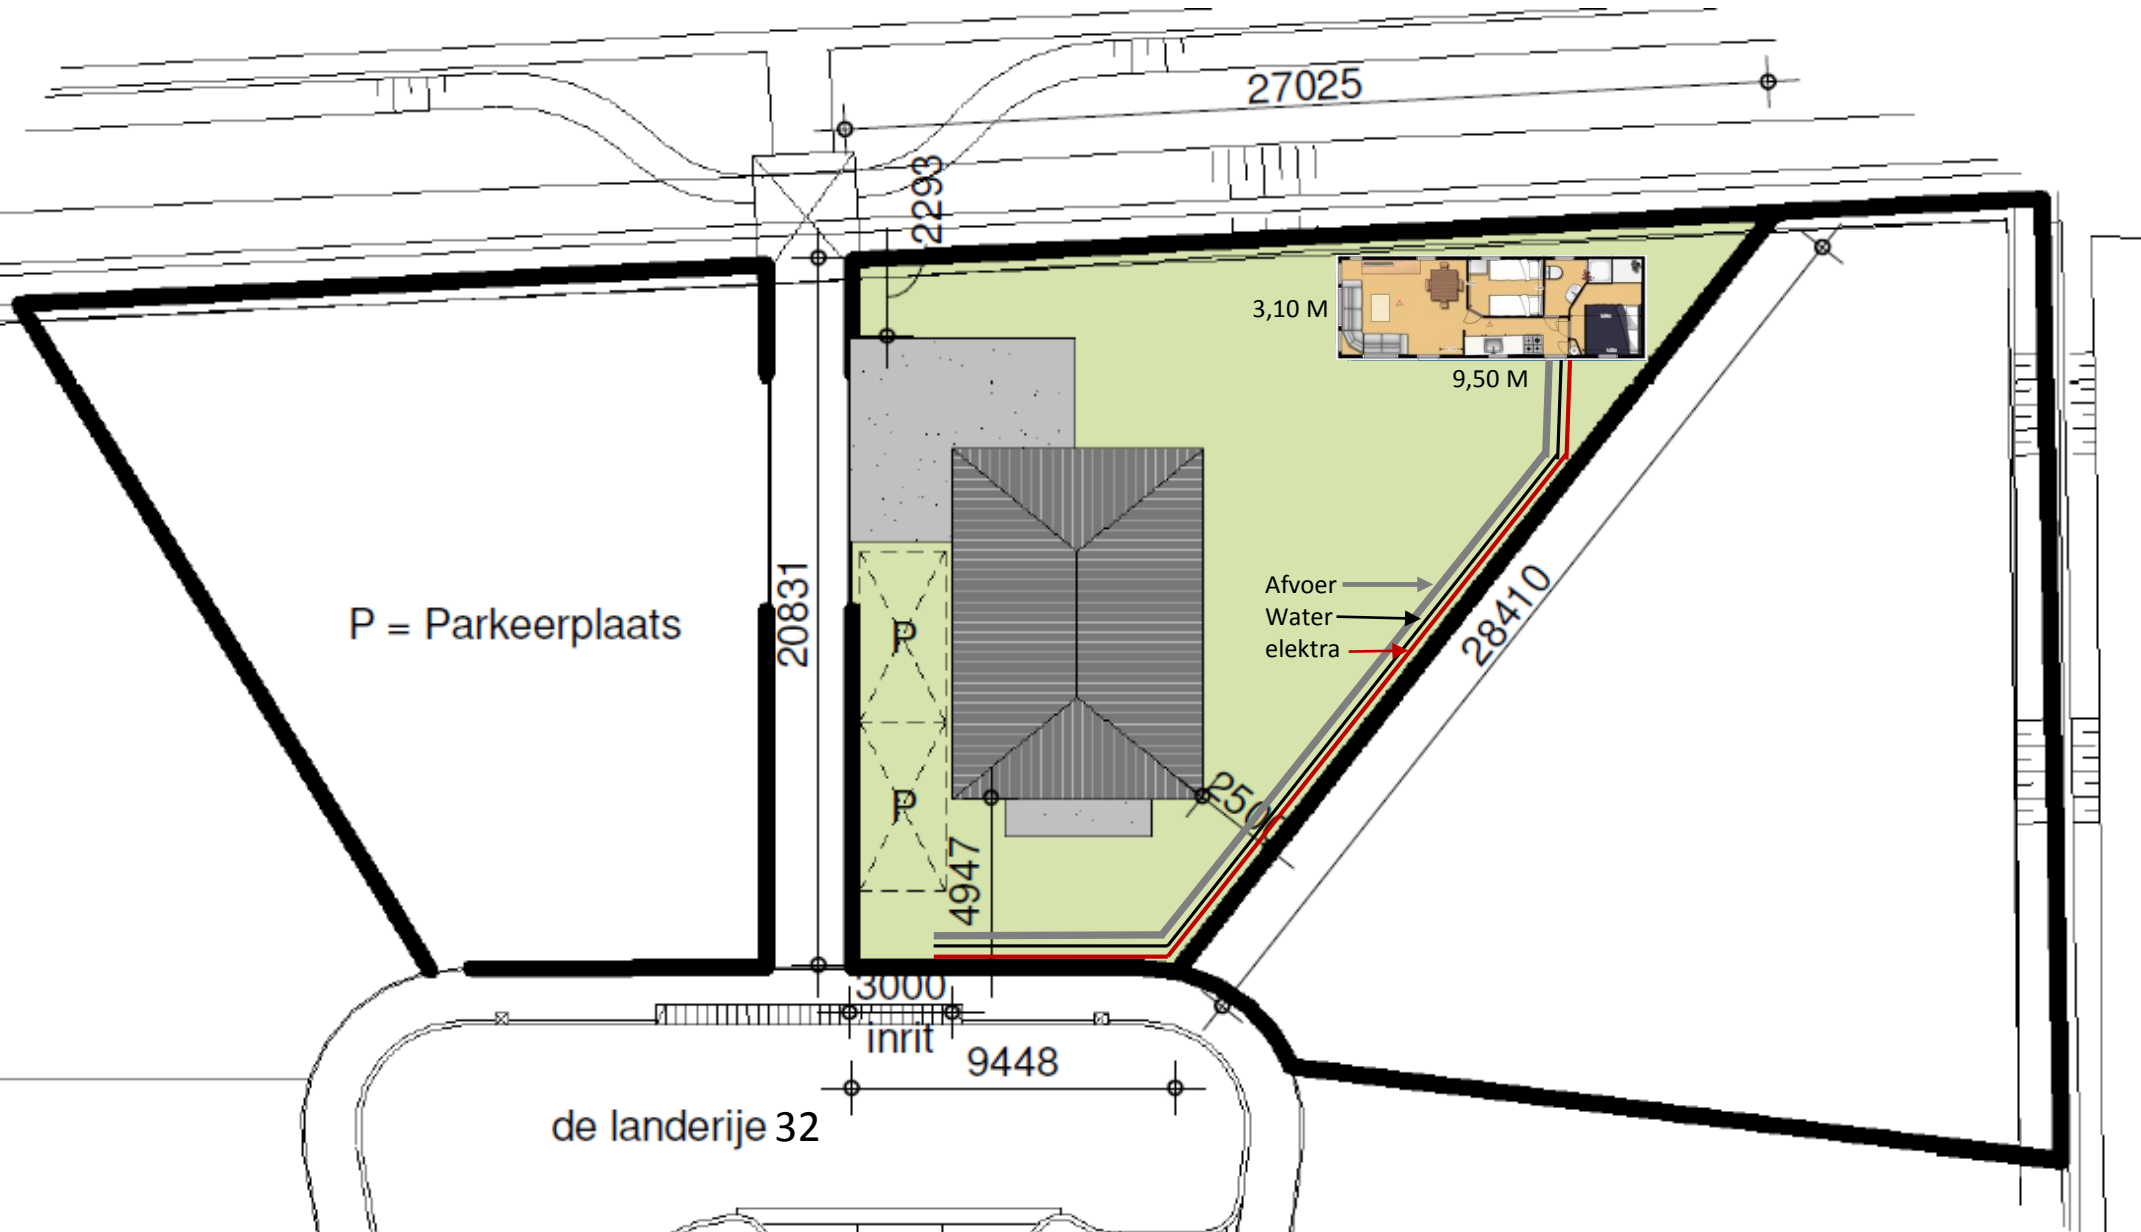 27025
2293
3,10 M
9,50 M
P = Parkeerplaats
20831
Afvoer
Water
elektra
28410
P
P
250
4947
3000
inrit
9448
de landerije 32